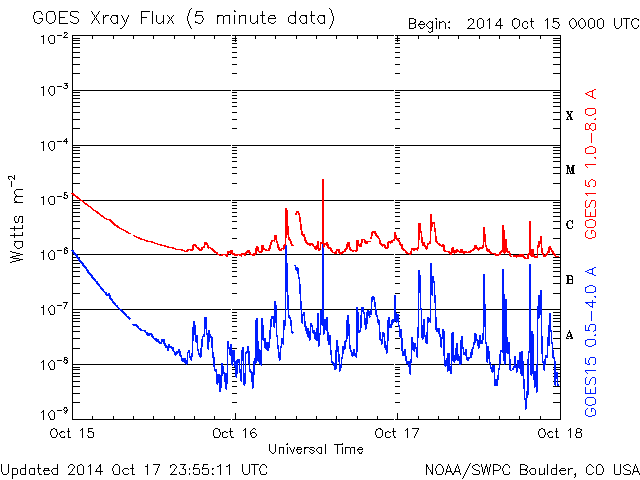 GOES Xray Flux (5 minute data)
Begin: 2014 Oct 15 0000 UTC
10⁻²
10⁻³
10⁻⁴
10⁻⁵
10⁻⁶
10⁻⁷
10⁻⁸
10⁻⁹
Watts m⁻²
X
M
C
B
A
GOES15 1.0-8.0 A
GOES15 0.5-4.0 A
Oct 15
Oct 16
Oct 17
Oct 18
Universal Time
Updated 2014 Oct 17 23:55:11 UTC
NOAA/SWPC Boulder, CO USA